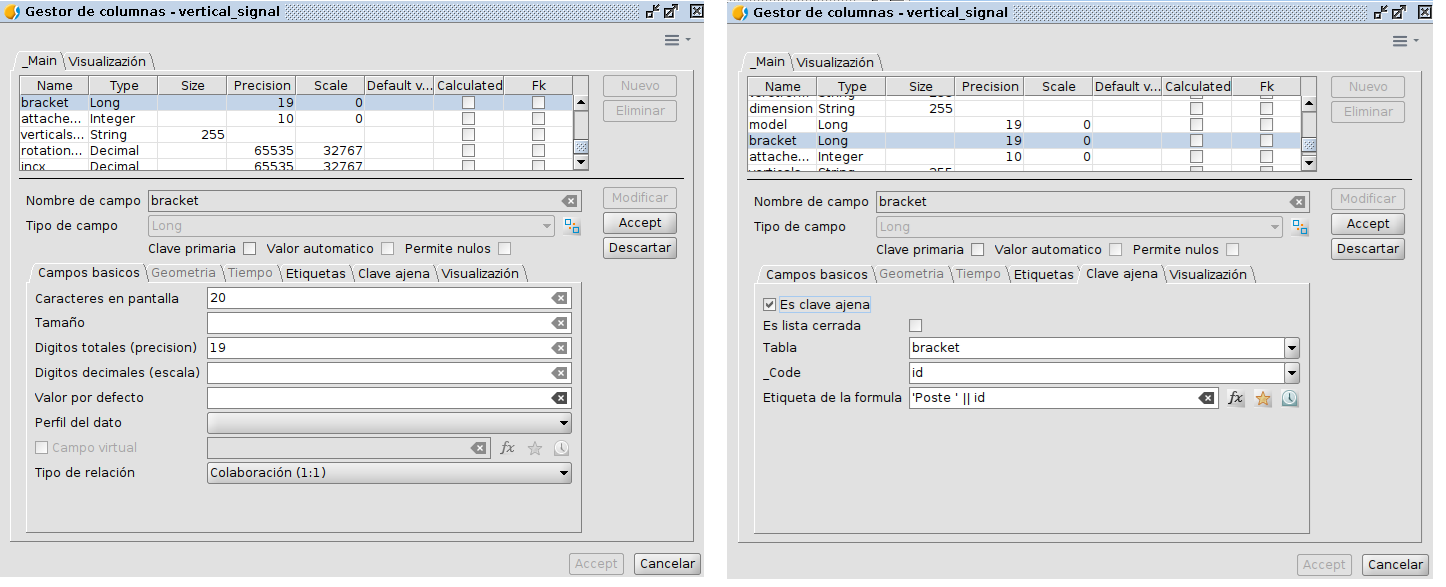 Gestor de columnas - vertical_signal
_Main Visualización
Name Type Size Precision Scale Default v... Calculated Fk
bracket Long 19 0
attache... Integer 10 0
verticals... String 255
rotation... Decimal 65535 32767
incx Decimal 65535 32767
Nuevo
Eliminar
Nombre de campo bracket
Modificar
Tipo de campo Long
Accept
Clave primaria Valor automatico Permite nulos
Descartar
Campos basicos Geometria Tiempo Etiquetas Clave ajena Visualización
Caracteres en pantalla 20
Tamaño
Digitos totales (precision) 19
Digitos decimales (escala)
Valor por defecto
Perfil del dato
Campo virtual fx
Tipo de relación Colaboración (1:1)
Accept Cancelar
Gestor de columnas - vertical_signal
_Main Visualización
Name Type Size Precision Scale Default v... Calculated Fk
dimension String 255
model Long 19 0
bracket Long 19 0
attache... Integer 10 0
verticals... String 255
Nuevo
Eliminar
Nombre de campo bracket
Modificar
Tipo de campo Long
Accept
Clave primaria Valor automatico Permite nulos
Descartar
Campos basicos Geometria Tiempo Etiquetas Clave ajena Visualización
Es clave ajena
Es lista cerrada
Tabla bracket
_Code id
Etiqueta de la formula 'Poste ' || id fx
Accept Cancelar